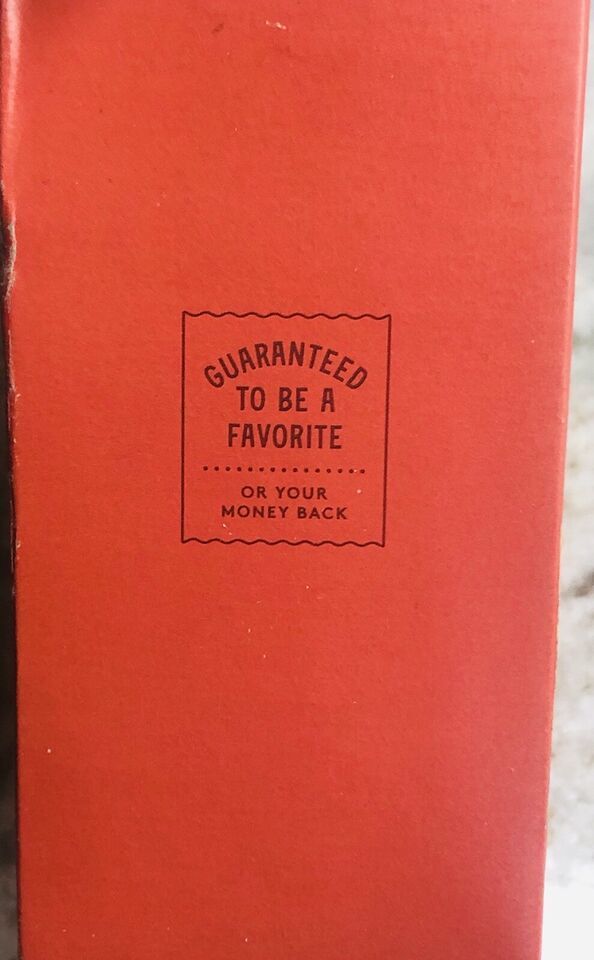 GUARANTEED
TO BE A
FAVORITE
OR YOUR
MONEY BACK